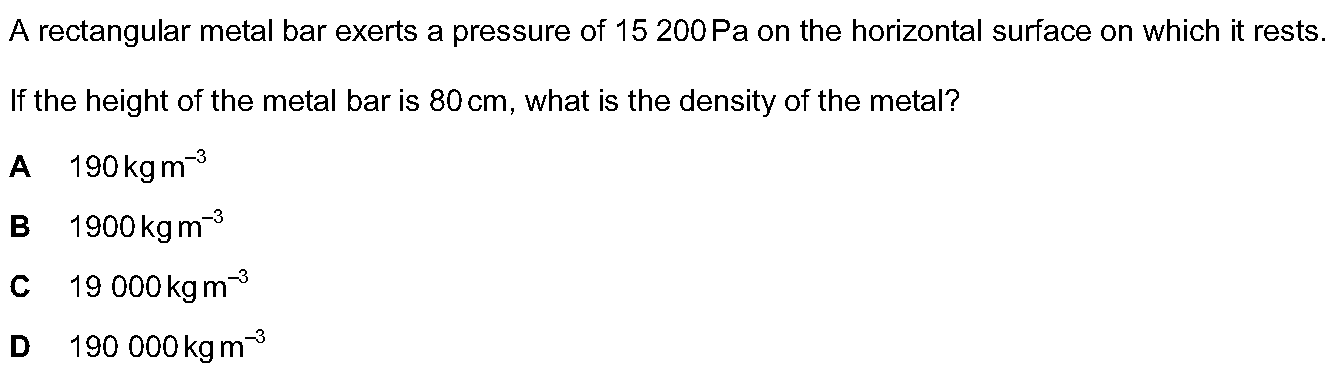 A rectangular metal bar exerts a pressure of 15 200 Pa on the horizontal surface on which it rests.
If the height of the metal bar is 80 cm, what is the density of the metal?
A 190 kg m⁻³
B 1900 kg m⁻³
C 19 000 kg m⁻³
D 190 000 kg m⁻³